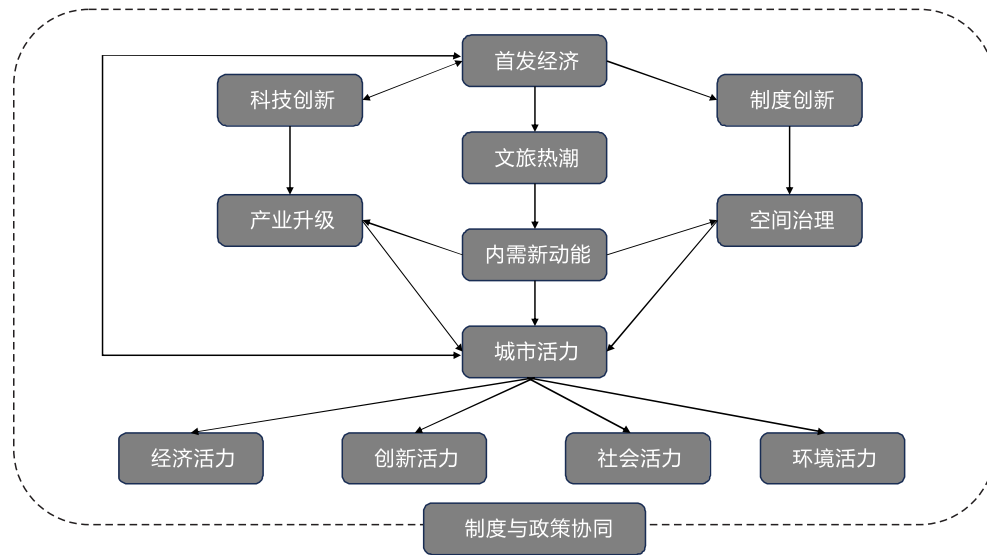 首发经济
科技创新
制度创新
文旅热潮
产业升级
空间治理
内需新动能
城市活力
经济活力
创新活力
社会活力
环境活力
制度与政策协同